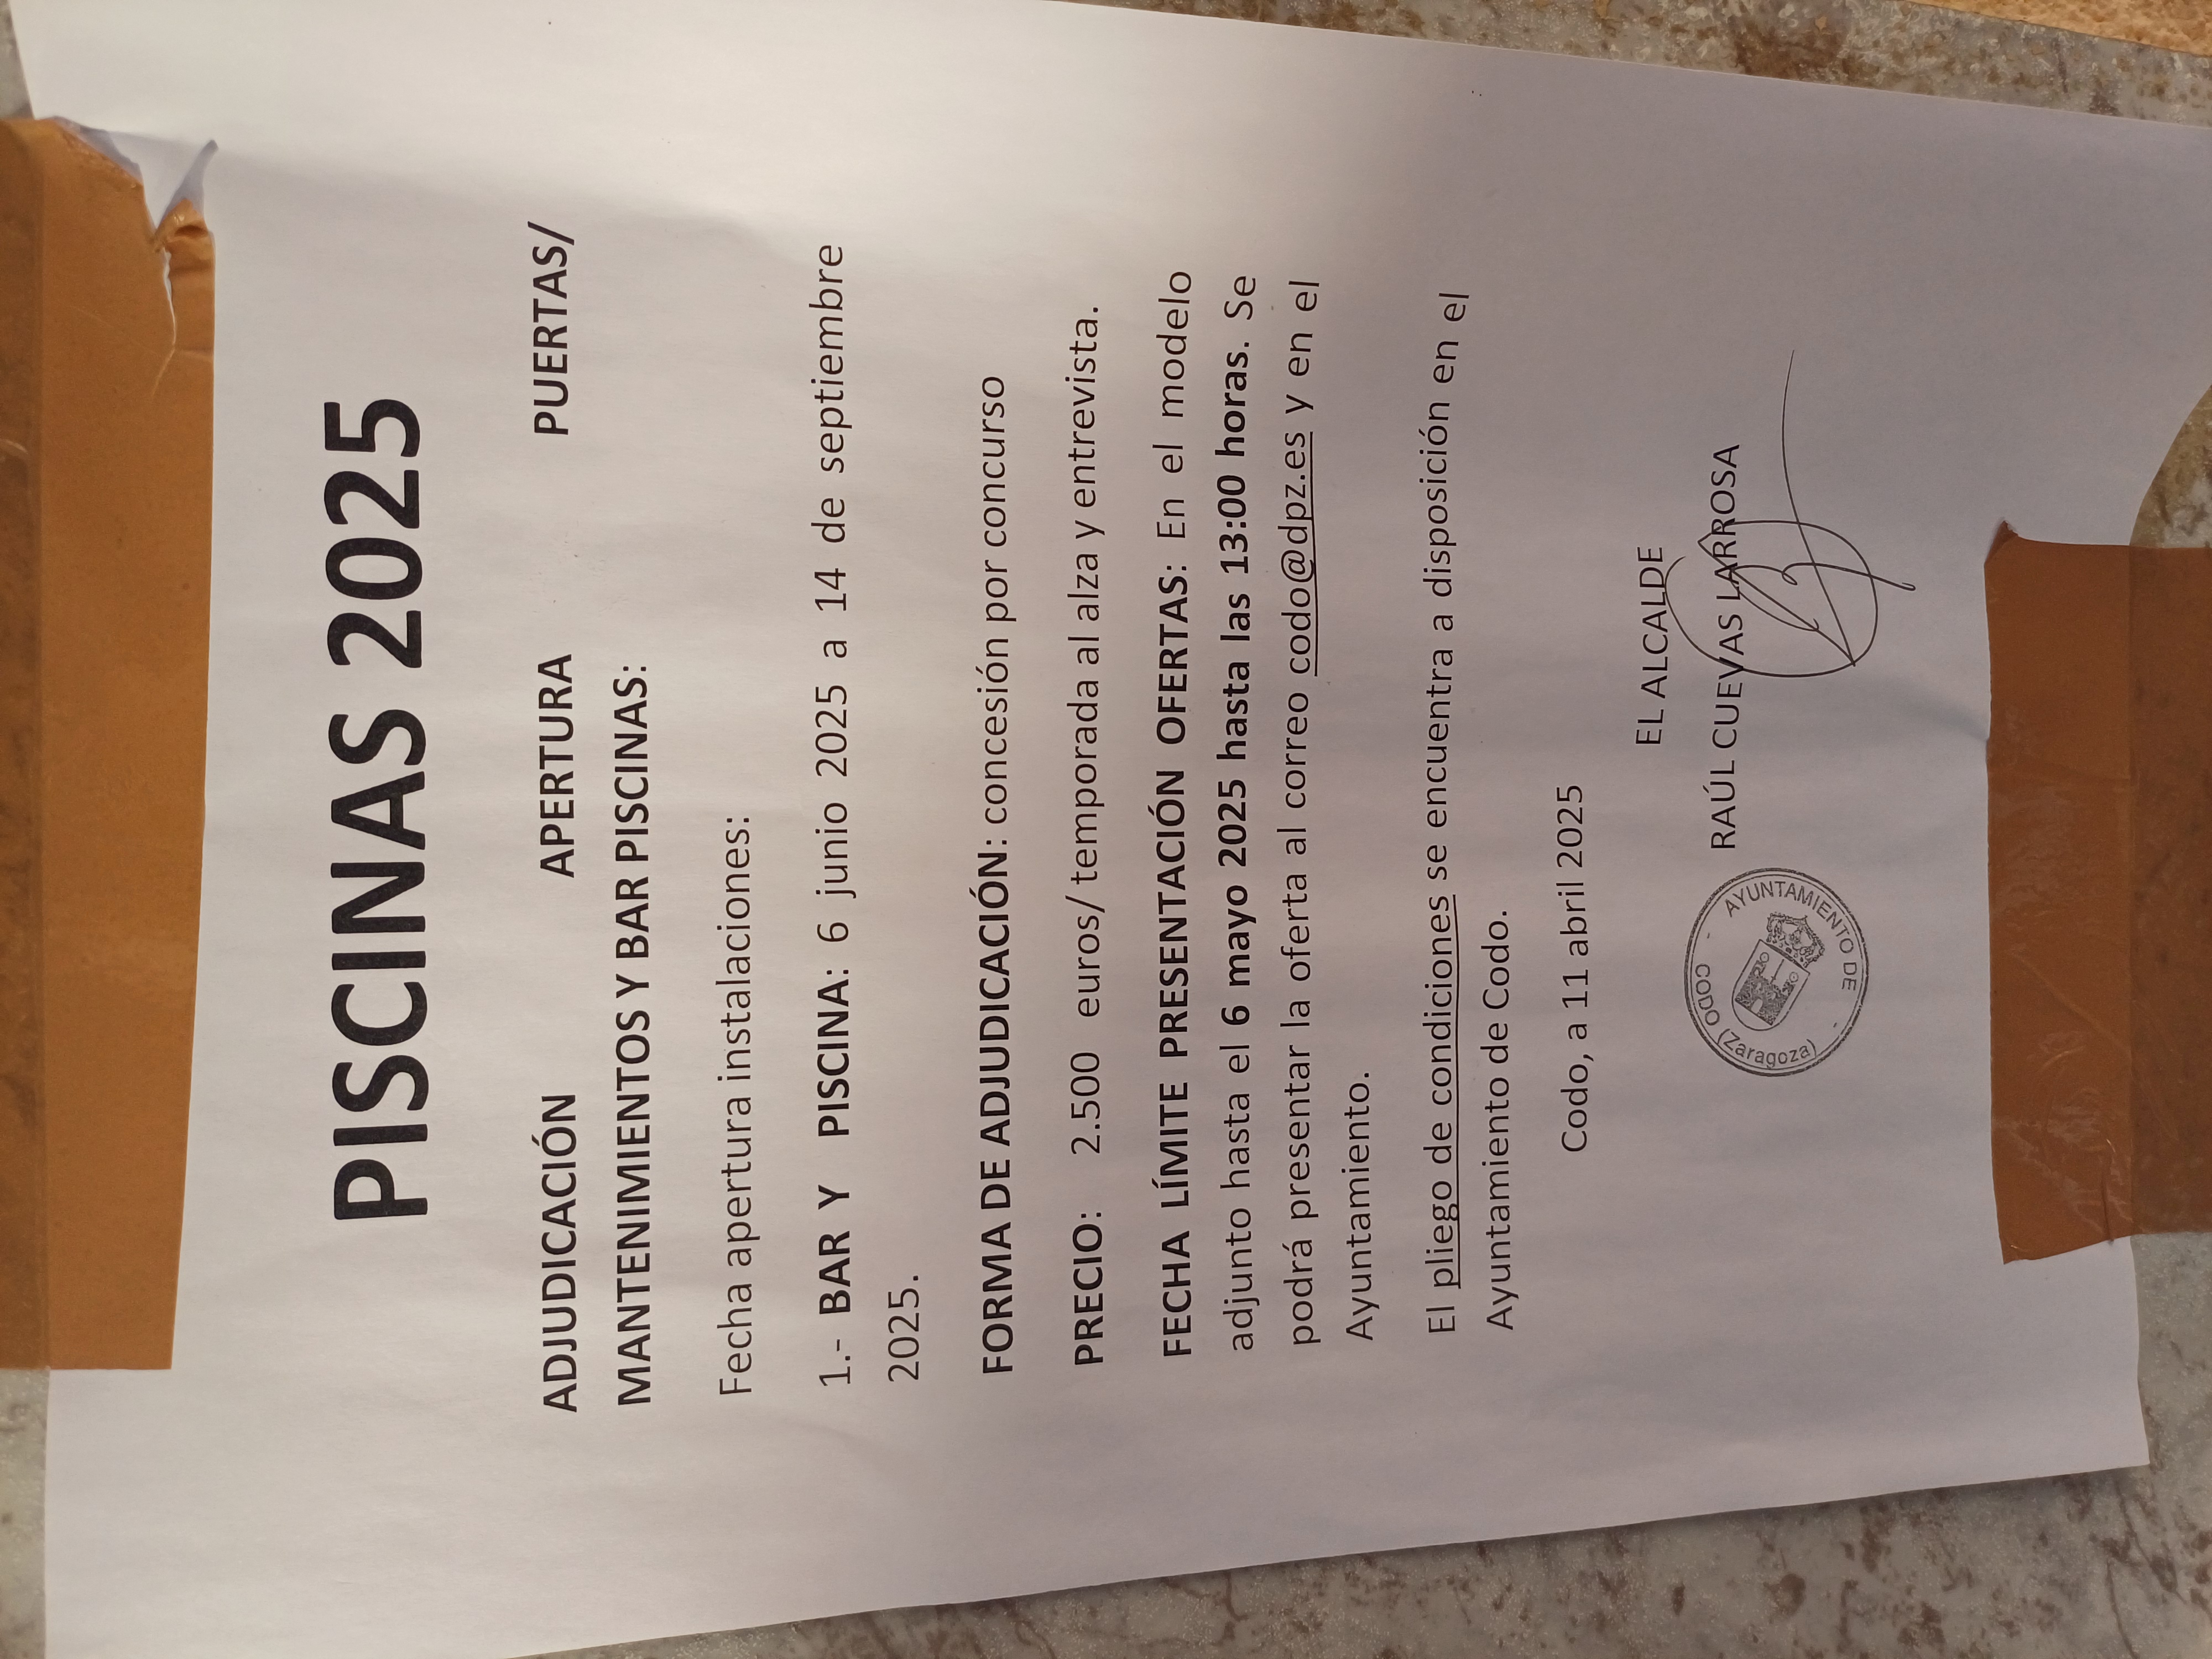 PISCINAS 2025
ADJUDICACIÓN APERTURA PUERTAS/
MANTENIMIENTOS Y BAR PISCINAS:
Fecha apertura instalaciones:
1.- BAR Y PISCINA: 6 junio 2025 a 14 de septiembre
2025.
FORMA DE ADJUDICACIÓN: concesión por concurso
PRECIO: 2.500 euros/ temporada al alza y entrevista.
FECHA LÍMITE PRESENTACIÓN OFERTAS: En el modelo
adjunto hasta el 6 mayo 2025 hasta las 13:00 horas. Se
podrá presentar la oferta al correo codo@dpz.es y en el
Ayuntamiento.
El pliego de condiciones se encuentra a disposición en el
Ayuntamiento de Codo.
Codo, a 11 abril 2025
EL ALCALDE
RAÚL CUEVAS LARROSA
AYUNTAMIENTO DE - CODO -
(Zaragoza)